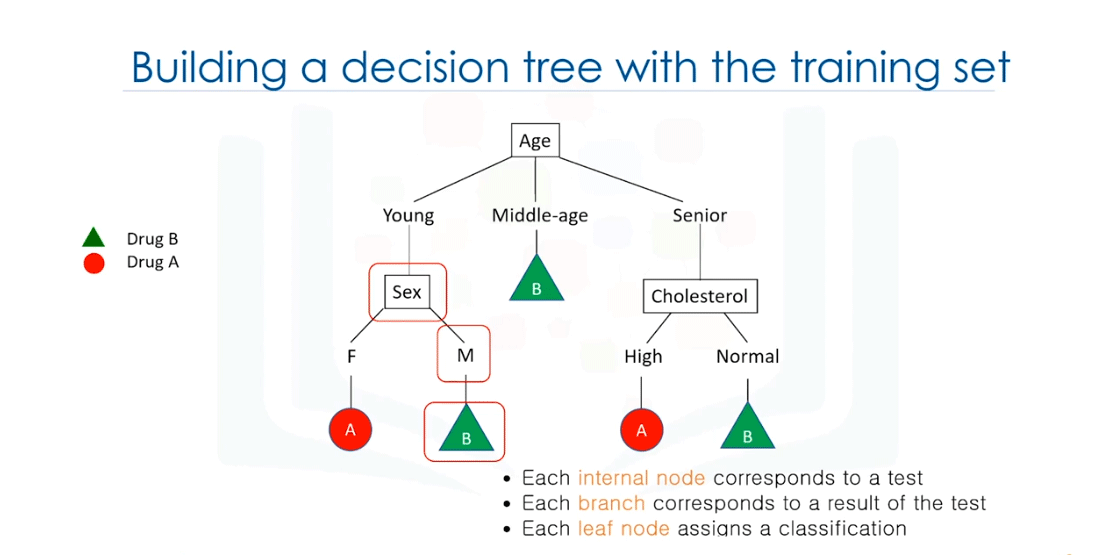 Building a decision tree with the training set
Age
Young Middle-age Senior
Drug B
Drug A
Sex B Cholesterol
F M High Normal
A B A B
• Each internal node corresponds to a test
• Each branch corresponds to a result of the test
• Each leaf node assigns a classification